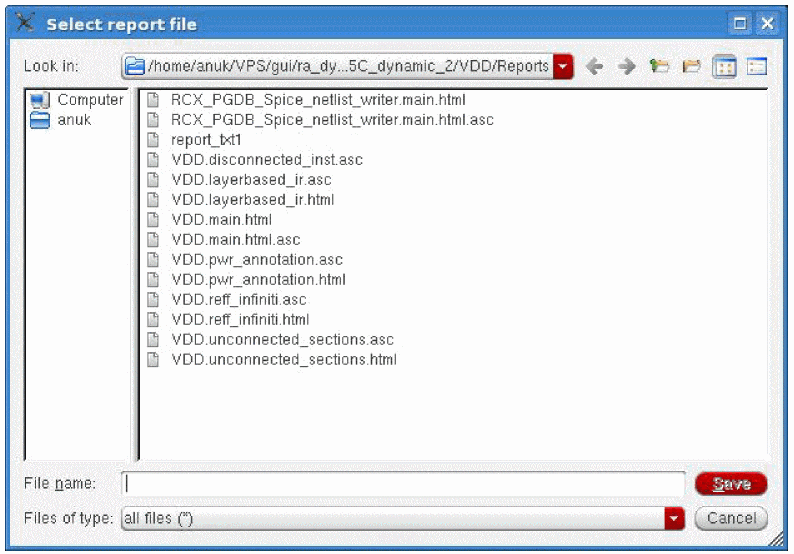 Select report file
Look in: /home/anuk/VPS/gui/ra_dy...5C_dynamic_2/VDD/Reports
Computer
anuk
RCX_PGDB_Spice_netlist_writer.main.html
RCX_PGDB_Spice_netlist_writer.main.html.asc
report_txt1
VDD.disconnected_inst.asc
VDD.layerbased_ir.asc
VDD.layerbased_ir.html
VDD.main.html
VDD.main.html.asc
VDD.pwr_annotation.asc
VDD.pwr_annotation.html
VDD.reff_infiniti.asc
VDD.reff_infiniti.html
VDD.unconnected_sections.asc
VDD.unconnected_sections.html
File name: Save
Files of type: all files (*) Cancel